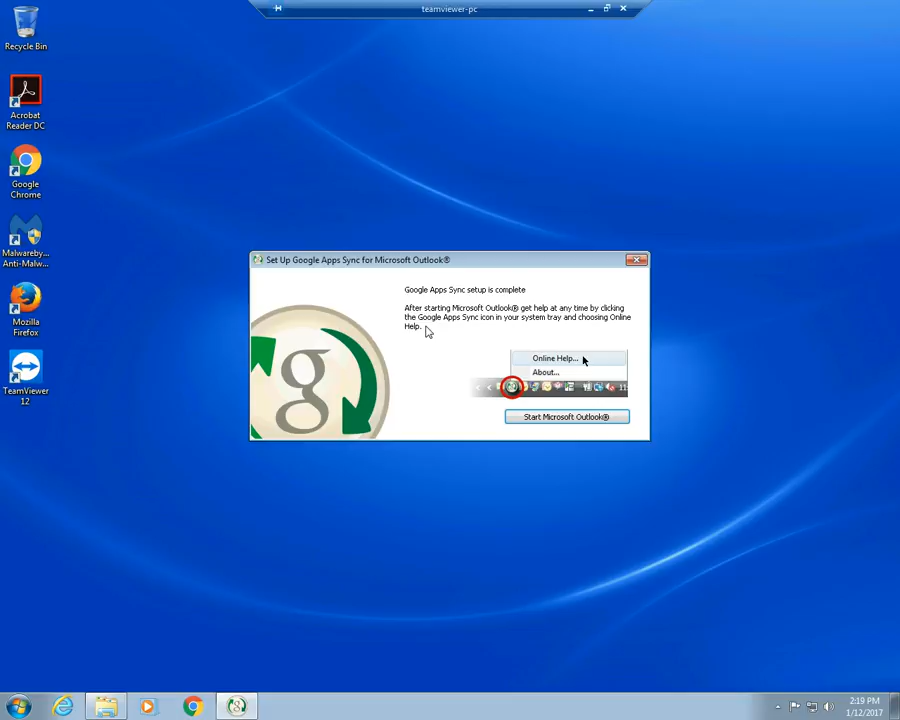 teamviewer-pc
Recycle Bin
Acrobat
Reader DC
Google
Chrome
Malwareby...
Anti-Malw...
Mozilla
Firefox
TeamViewer
12
Set Up Google Apps Sync for Microsoft Outlook®
Google Apps Sync setup is complete
After starting Microsoft Outlook® get help at any time by clicking
the Google Apps Sync icon in your system tray and choosing Online
Help.
g
Online Help...
About...
11:
Start Microsoft Outlook®
2:19 PM
1/12/2017